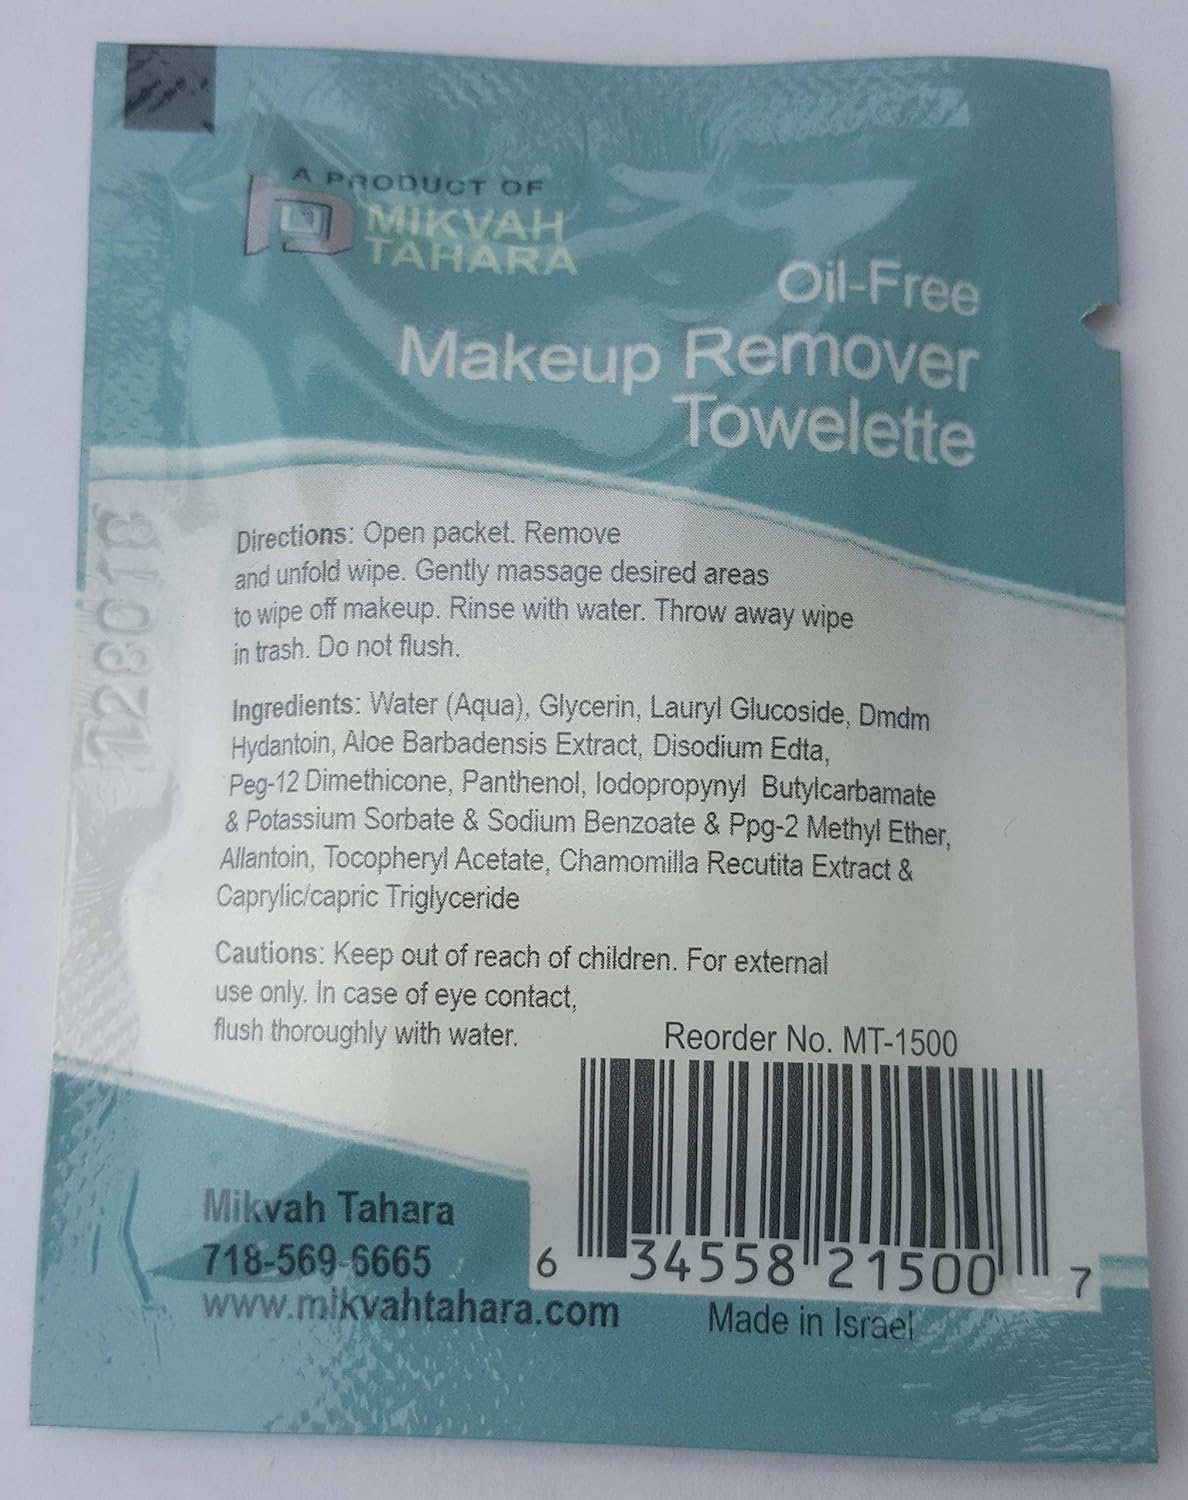 A PRODUCT OF
MIKVAH
TAHARA
Oil-Free
Makeup Remover
Towelette
Directions: Open packet. Remove
and unfold wipe. Gently massage desired areas
to wipe off makeup. Rinse with water. Throw away wipe
in trash. Do not flush.
Ingredients: Water (Aqua), Glycerin, Lauryl Glucoside, Dmdm
Hydantoin, Aloe Barbadensis Extract, Disodium Edta,
Peg-12 Dimethicone, Panthenol, Iodopropynyl Butylcarbamate
& Potassium Sorbate & Sodium Benzoate & Ppg-2 Methyl Ether,
Allantoin, Tocopheryl Acetate, Chamomilla Recutita Extract &
Caprylic/capric Triglyceride
Cautions: Keep out of reach of children. For external
use only. In case of eye contact,
flush thoroughly with water.
Reorder No. MT-1500
6 34558 21500 7
Mikvah Tahara
718-569-6665
www.mikvahtahara.com
Made in Israel